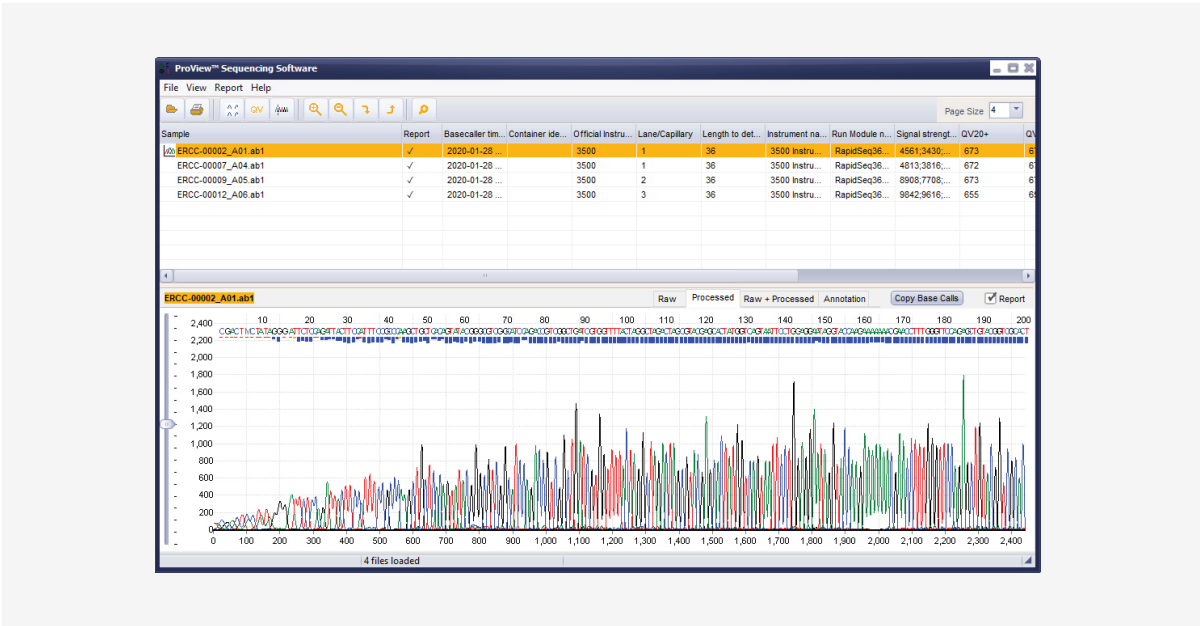 ProView™ Sequencing Software
File View Report Help
QV
Page Size 4
Sample Report Basecaller tim... Container ide... Official Instru... Lane/Capillary Length to det... Instrument na... Run Module n... Signal strengt... QV20+ QV
ERCC-00002_A01.ab1 ✓ 2020-01-28 ... 3500 1 36 3500 Instru... RapidSeq36... 4561;3430;... 673
ERCC-00007_A04.ab1 ✓ 2020-01-28 ... 3500 1 36 3500 Instru... RapidSeq36... 4813;3816;... 672
ERCC-00009_A05.ab1 ✓ 2020-01-28 ... 3500 2 36 3500 Instru... RapidSeq36... 8908;7708;... 673
ERCC-00012_A06.ab1 ✓ 2020-01-28 ... 3500 3 36 3500 Instru... RapidSeq36... 9842;9616;... 655
ERCC-00002_A01.ab1 Raw Processed Raw + Processed Annotation Copy Base Calls Report
10 20 30 40 50 60 70 80 90 100 110 120 130 140 150 160 170 180 190 200
2,400
2,200
2,000
1,800
1,600
1,400
1,200
1,000
800
600
400
200
0
0 100 200 300 400 500 600 700 800 900 1,000 1,100 1,200 1,300 1,400 1,500 1,600 1,700 1,800 1,900 2,000 2,100 2,200 2,300 2,400
4 files loaded